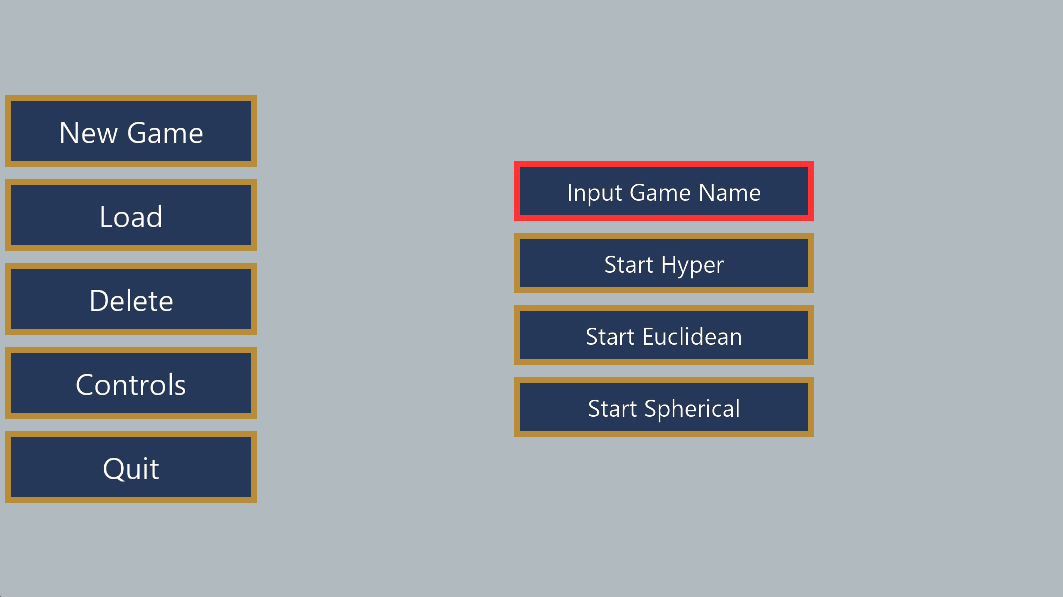 New Game
Load
Delete
Controls
Quit
Input Game Name
Start Hyper
Start Euclidean
Start Spherical